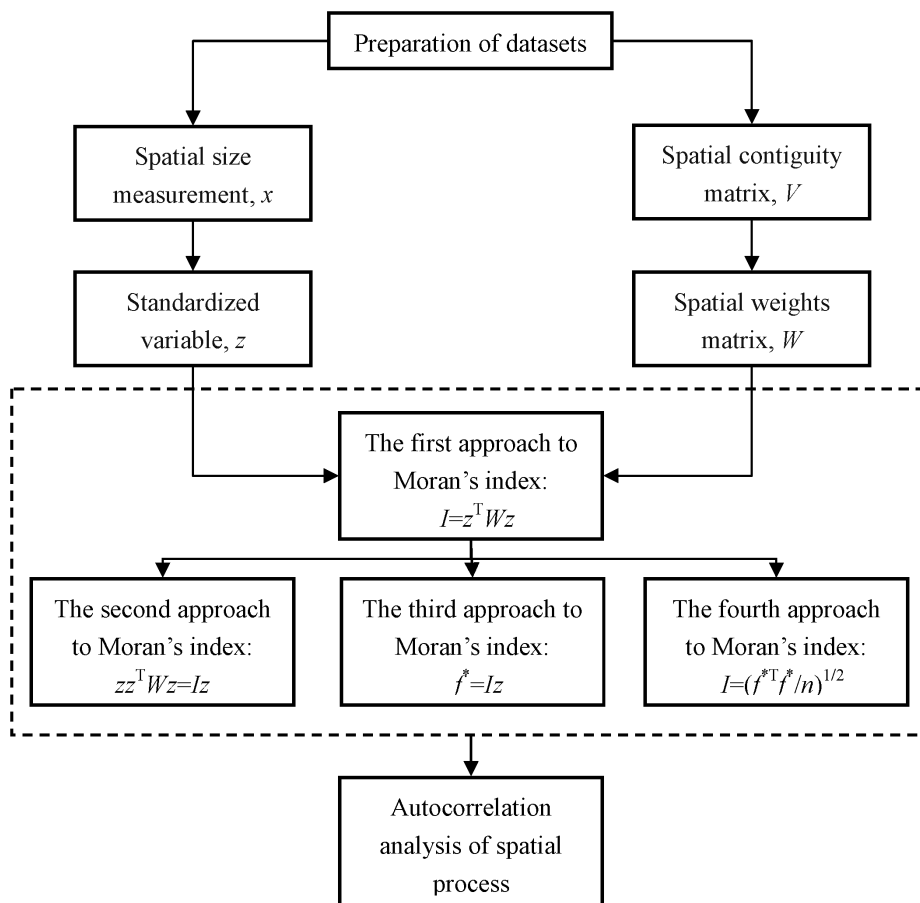 Preparation of datasets
Spatial size
measurement, x
Spatial contiguity
matrix, V
Standardized
variable, z
Spatial weights
matrix, W
The first approach to
Moran’s index:
I=zᵀWz
The second approach
to Moran’s index:
zzᵀWz=Iz
The third approach to
Moran’s index:
f*=Iz
The fourth approach
to Moran’s index:
I=(f*ᵀf*/n)¹/²
Autocorrelation
analysis of spatial
process